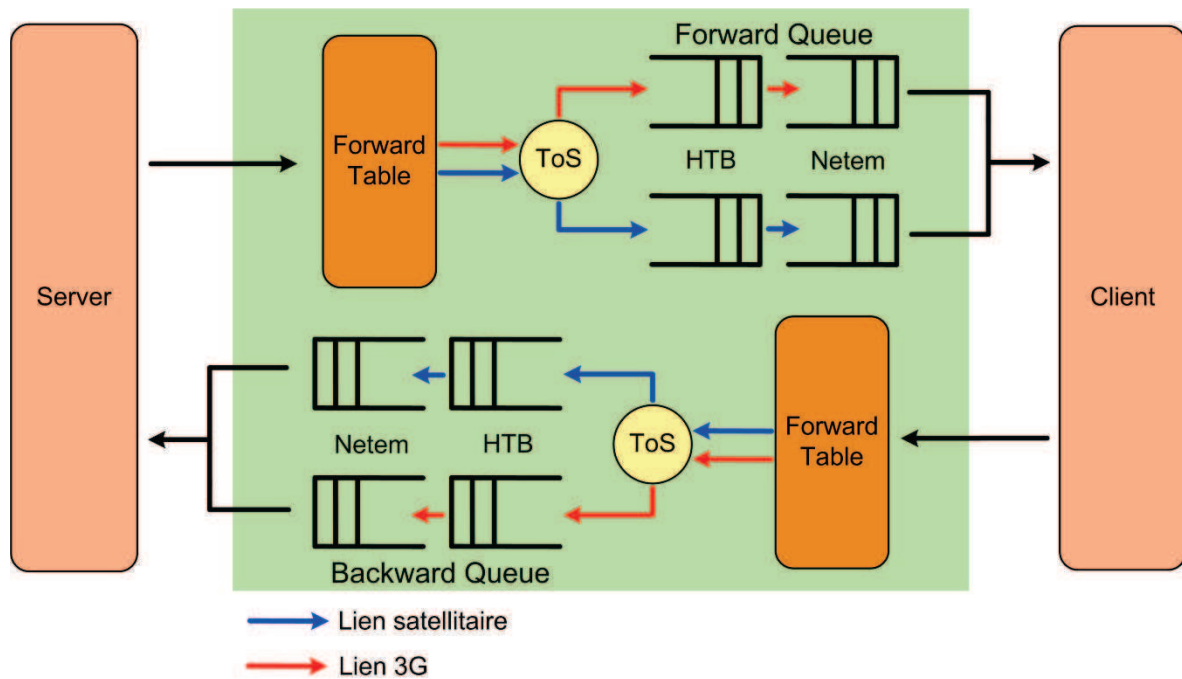 Forward Queue
Forward
Table
ToS
HTB
Netem
Server
Client
Netem
HTB
ToS
Forward
Table
Backward Queue
Lien satellitaire
Lien 3G